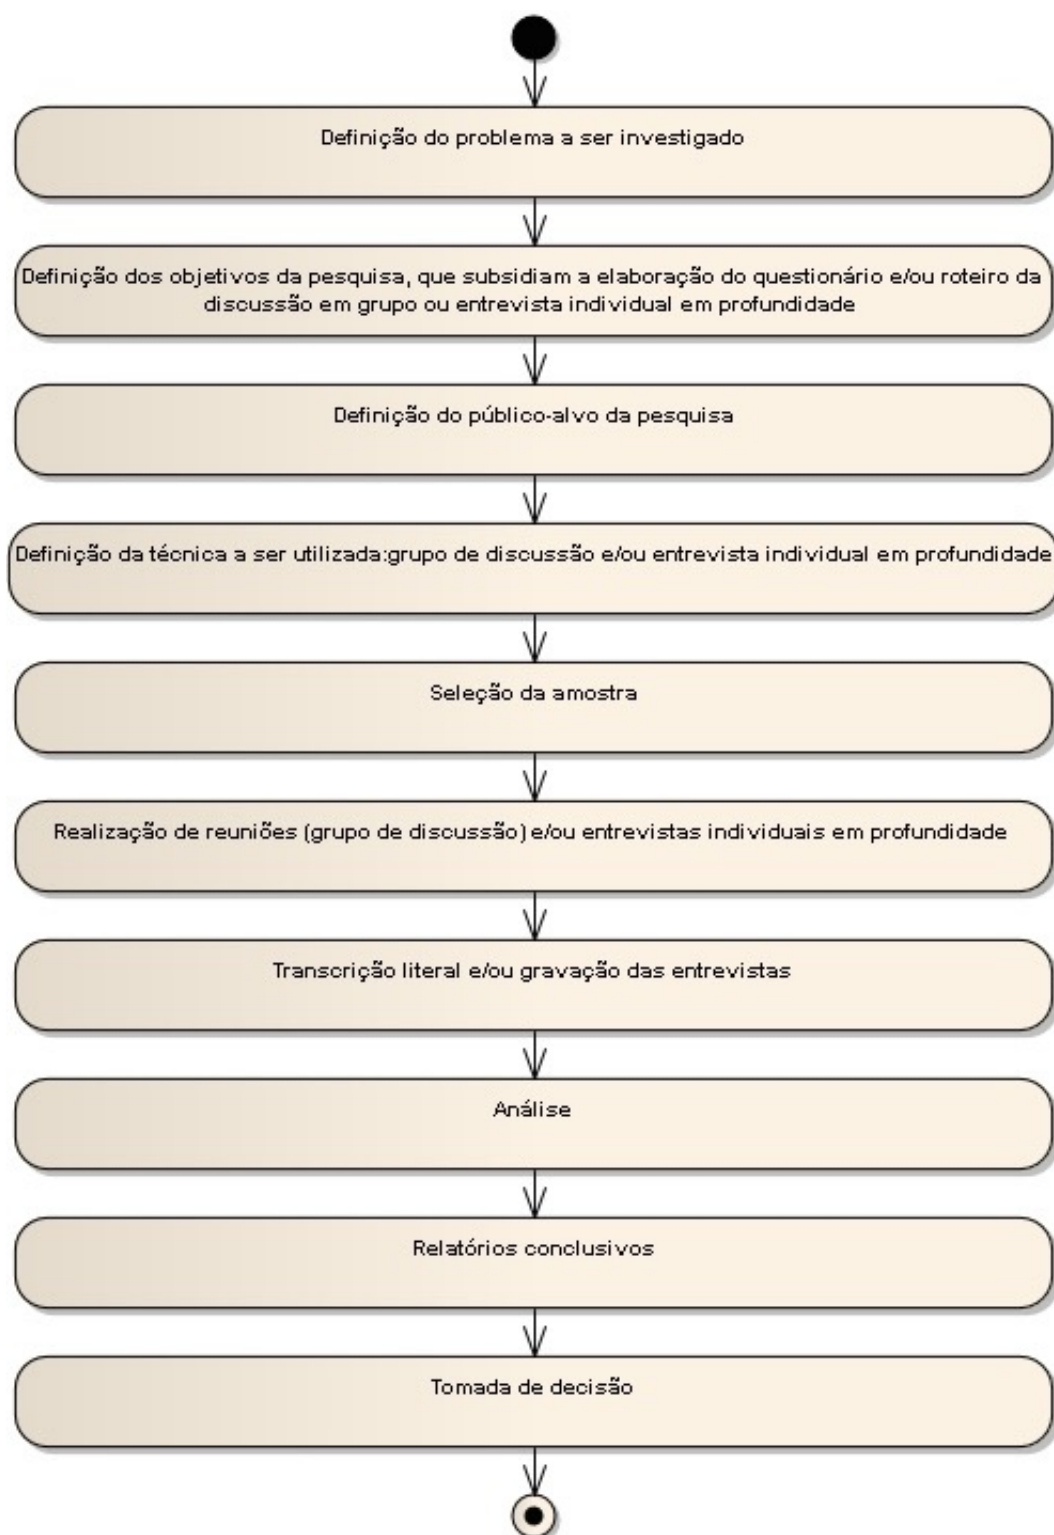 Definição do problema a ser investigado
Definição dos objetivos da pesquisa, que subsidiam a elaboração do questionário e/ou roteiro da
discussão em grupo ou entrevista individual em profundidade
Definição do público-alvo da pesquisa
Definição da técnica a ser utilizada:grupo de discussão e/ou entrevista individual em profundidade
Seleção da amostra
Realização de reuniões (grupo de discussão) e/ou entrevistas individuais em profundidade
Transcrição literal e/ou gravação das entrevistas
Análise
Relatórios conclusivos
Tomada de decisão